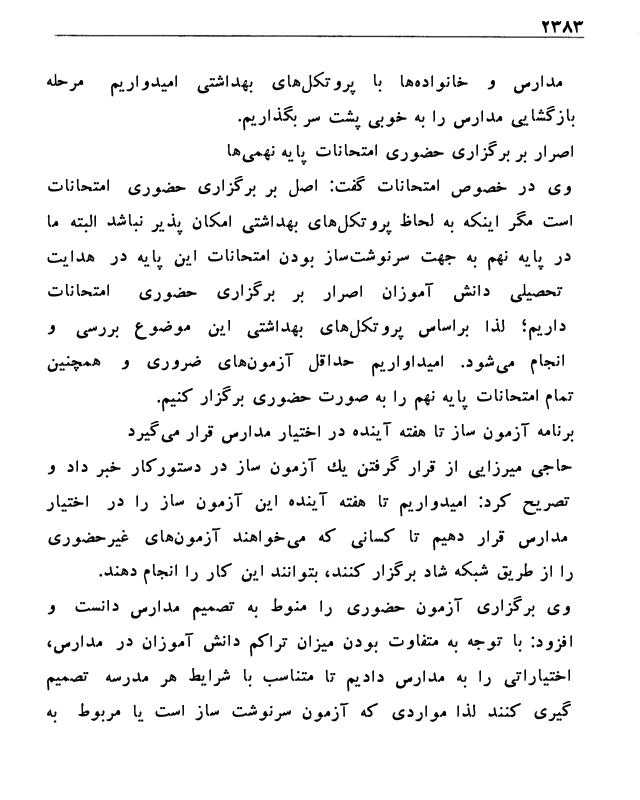 ۲۳۸۳
مدارس و خانواده‌ها با پروتکل‌های بهداشتی امیدواریم مرحله
بازگشایی مدارس را به خوبی پشت سر بگذاریم.
اصرار بر برگزاری حضوری امتحانات پایه نهمی‌ها
وی در خصوص امتحانات گفت: اصل بر برگزاری حضوری امتحانات
است مگر اینکه به لحاظ پروتکل‌های بهداشتی امکان پذیر نباشد البته ما
در پایه نهم به جهت سرنوشت‌ساز بودن امتحانات این پایه در هدایت
تحصیلی دانش آموزان اصرار بر برگزاری حضوری امتحانات
داریم؛ لذا براساس پروتکل‌های بهداشتی این موضوع بررسی و
انجام می‌شود. امیداواریم حداقل آزمون‌های ضروری و همچنین
تمام امتحانات پایه نهم را به صورت حضوری برگزار کنیم.
برنامه آزمون ساز تا هفته آینده در اختیار مدارس قرار می‌گیرد
حاجی میرزایی از قرار گرفتن یك آزمون ساز در دستورکار خبر داد و
تصریح کرد: امیدواریم تا هفته آینده این آزمون ساز را در اختیار
مدارس قرار دهیم تا کسانی که می‌خواهند آزمون‌های غیرحضوری
را از طریق شبکه شاد برگزار کنند، بتوانند این کار را انجام دهند.
وی برگزاری آزمون حضوری را منوط به تصمیم مدارس دانست و
افزود: با توجه به متفاوت بودن میزان تراکم دانش آموزان در مدارس،
اختیاراتی را به مدارس دادیم تا متناسب با شرایط هر مدرسه تصمیم
گیری کنند لذا مواردی که آزمون سرنوشت ساز است یا مربوط به